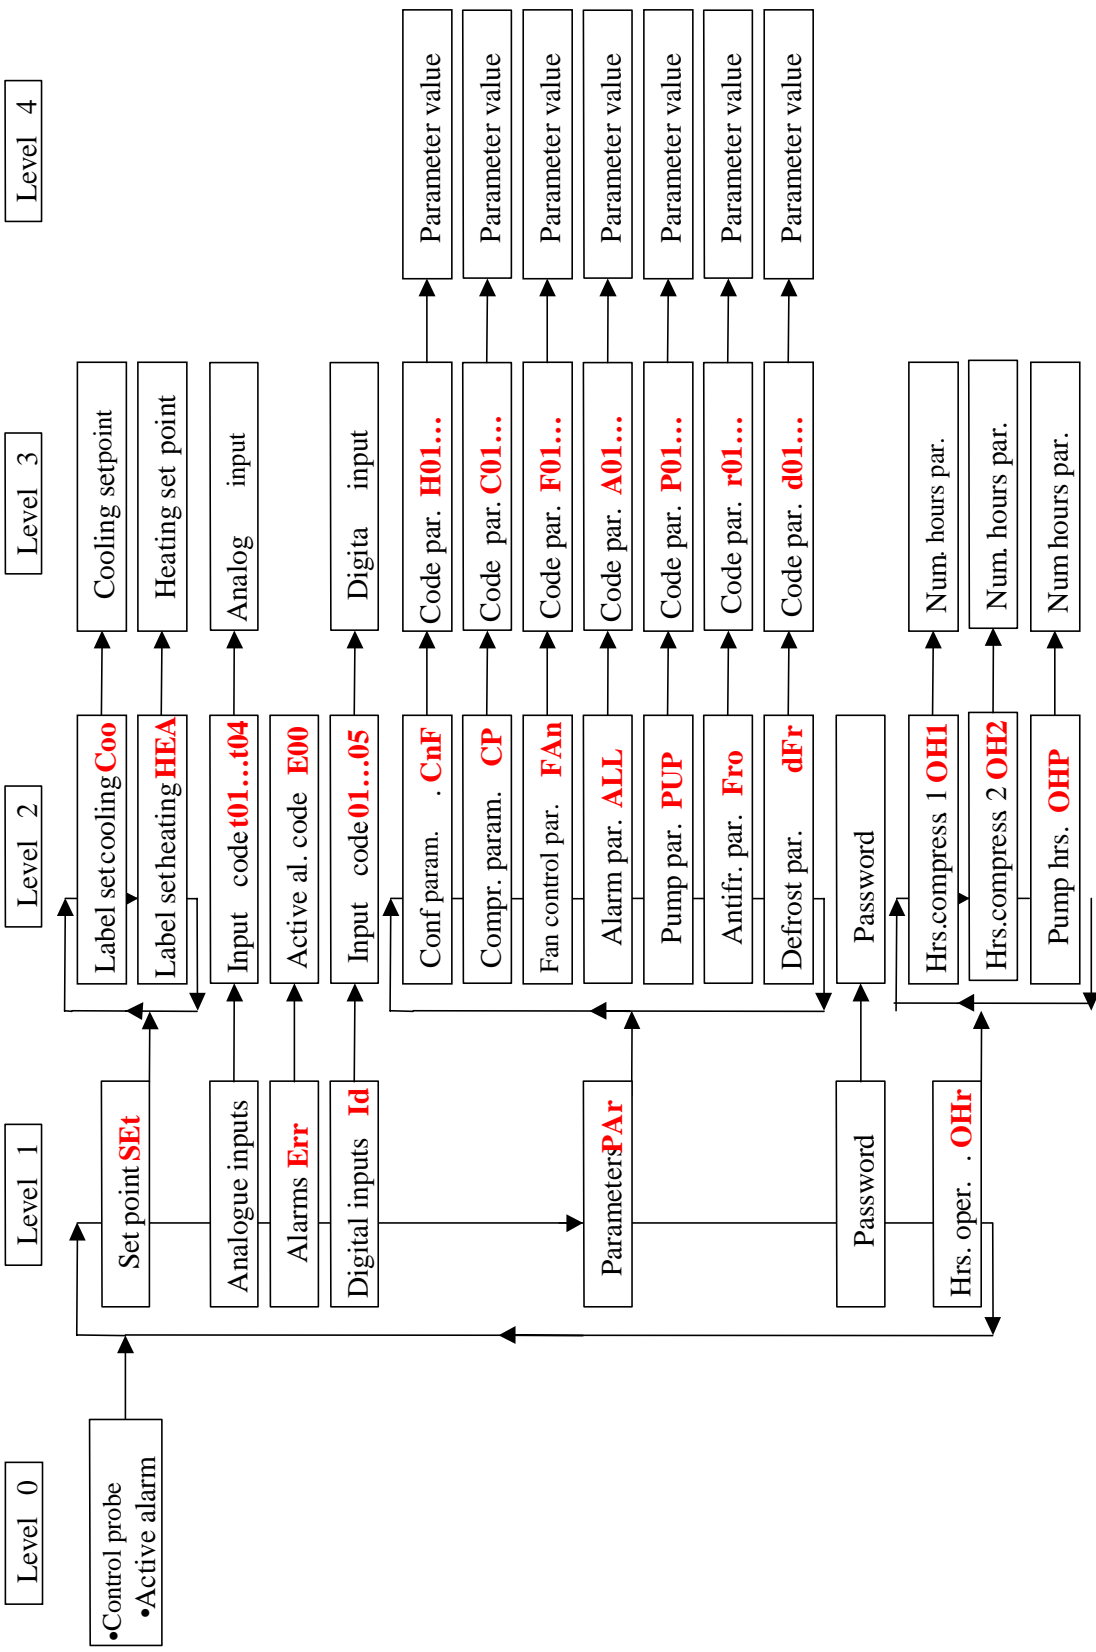 Level 0
Level 1
Level 2
Level 3
Level 4
•Control probe
•Active alarm
Set point SEt
Label set cooling Coo
Cooling setpoint
Label set heating HEA
Heating set point
Analogue inputs
Input code t01...t04
Analog input
Alarms Err
Active al. code E00
Digital inputs Id
Input code 01...05
Digita input
Parameters PAr
Conf param. . CnF
Code par. H01...
Parameter value
Compr. param. CP
Code par. C01...
Parameter value
Fan control par. FAn
Code par. F01...
Parameter value
Alarm par. ALL
Code par. A01...
Parameter value
Pump par. PUP
Code par. P01...
Parameter value
Antifr. par. Fro
Code par. r01...
Parameter value
Defrost par. dFr
Code par. d01...
Parameter value
Password
Password
Hrs. oper. . OHr
Hrs.compress 1 OH1
Num. hours par.
Hrs.compress 2 OH2
Num. hours par.
Pump hrs. OHP
Num hours par.